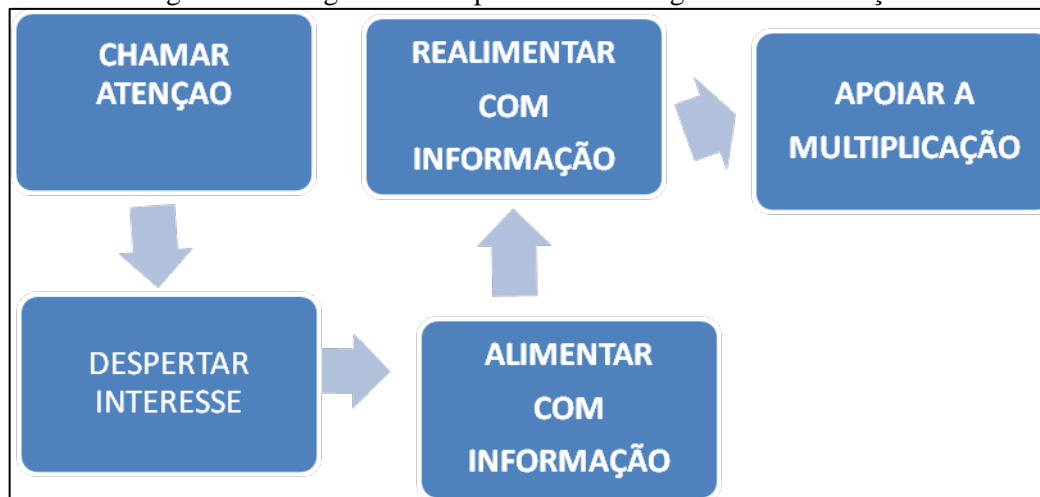 CHAMAR
ATENÇAO
DESPERTAR
INTERESSE
ALIMENTAR
COM
INFORMAÇÃO
REALIMENTAR
COM
INFORMAÇÃO
APOIAR A
MULTIPLICAÇÃO